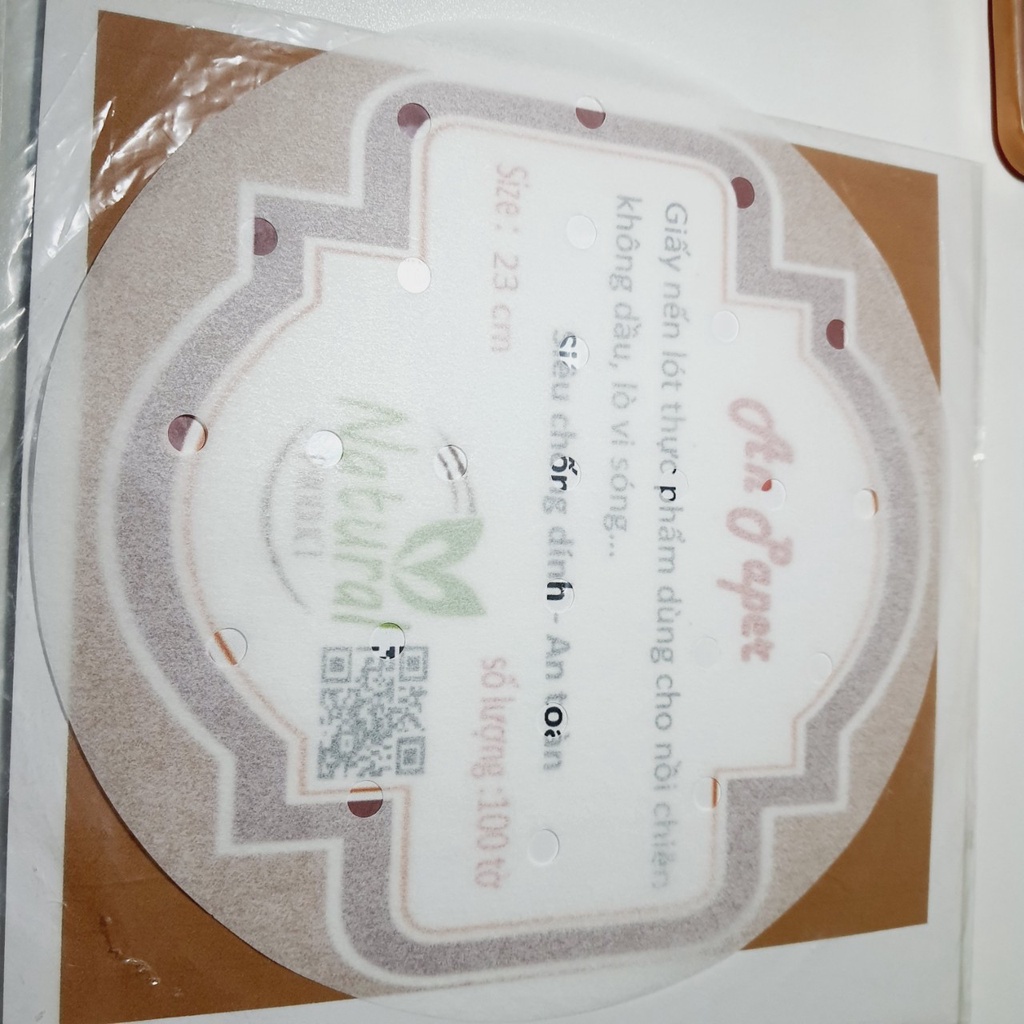 An Paper
Giấy nến lót thực phẩm dùng cho nồi chiên
không dầu, lò vi sóng...
Siêu chống dính - An toàn
Size : 23 cm
số lượng :100 tờ
Natural